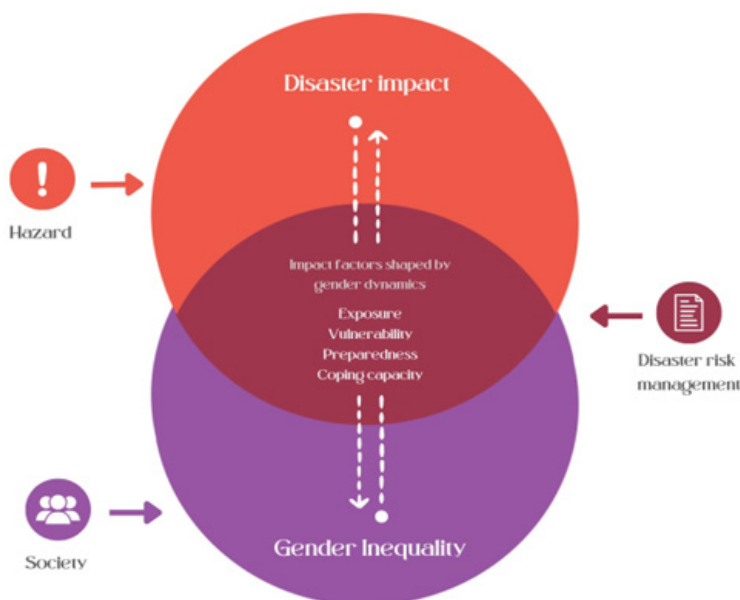 Disaster impact
Hazard
Impact factors shaped by
gender dynamics
Exposure
Vulnerability
Preparedness
Coping capacity
Disaster risk
management
Gender Inequality
Society